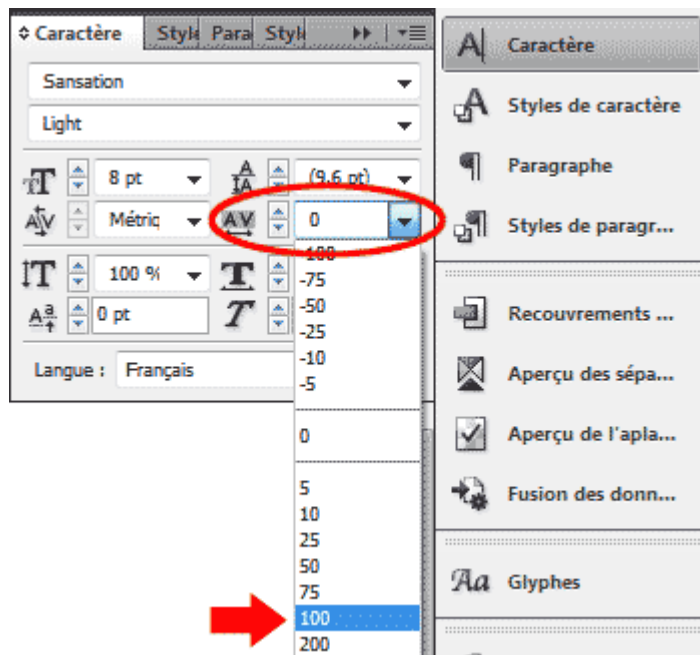 Caractère Style Para Style
Sansation
Light
8 pt (9,6 pt)
Métriq 0
100 %
0 pt
Langue : Français
-100
-75
-50
-25
-10
-5
0
5
10
25
50
75
100
200
Caractère
Styles de caractère
Paragraphe
Styles de paragr...
Recouvrements ...
Aperçu des sépa...
Aperçu de l'apla...
Fusion des donn...
Glyphes